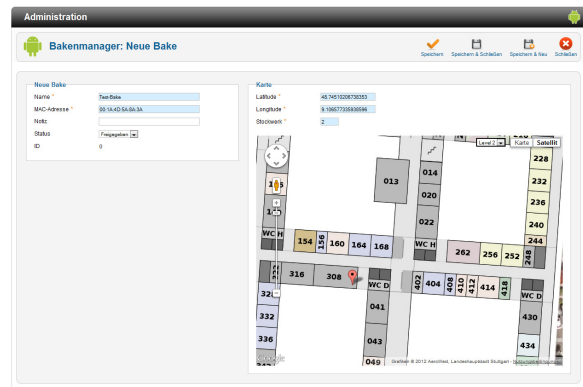 Administration
Bakenmanager: Neue Bake
Speichern
Speichern & Schließen
Speichern & Neu
Schließen
Neue Bake
Name *
Test-Bake
MAC-Adresse *
00:1A:4D:5A:8A:3A
Notiz
Status
Freigegeben
ID
0
Karte
Latitude *
48.74510208738353
Longitude *
Stockwerk *
2
Level 2
Karte
Satellit
228
232
236
240
244
248
013
014
020
022
WC H
154
156
160
164
168
WC H
262
256
252
316
308
WC D
402
404
408
410
412
414
418
WC D
332
336
041
043
049
430
434
Google